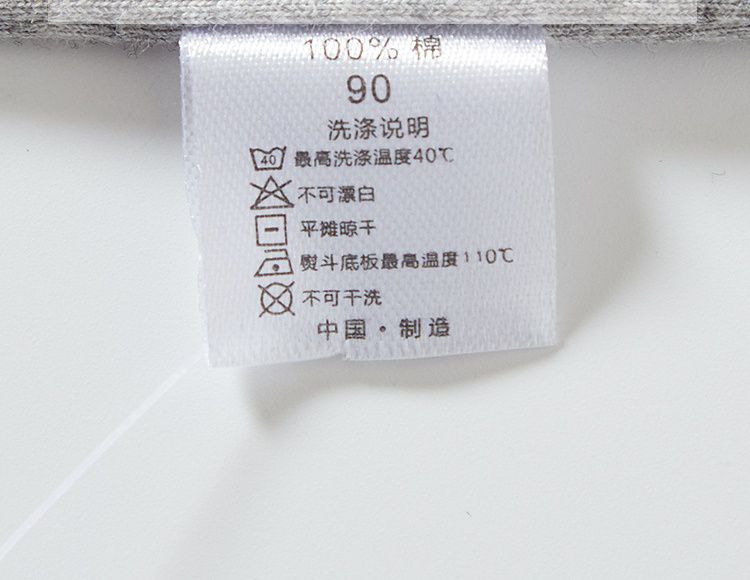 100% 棉
90
洗涤说明
40 最高洗涤温度40℃
不可漂白
平摊晾干
熨斗底板最高温度110℃
不可干洗
中国·制造